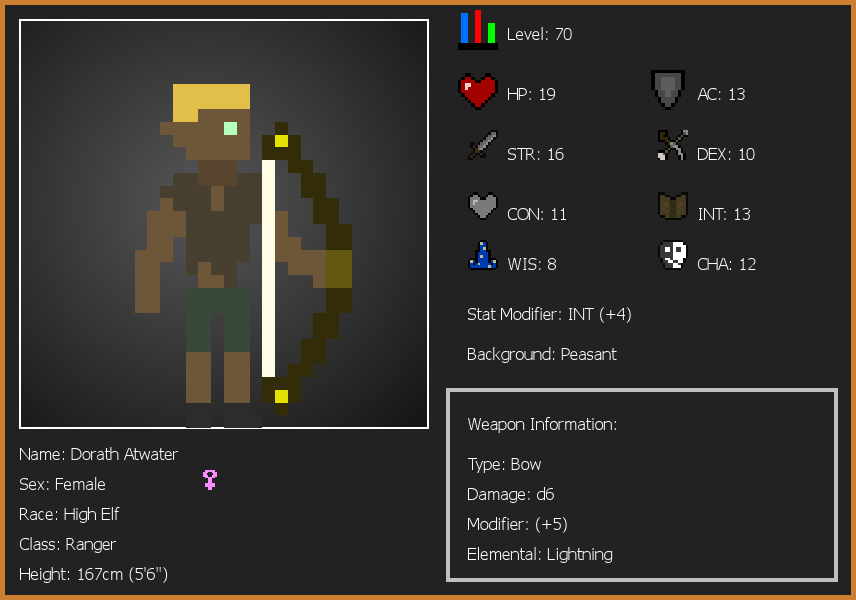 Level: 70
HP: 19
AC: 13
STR: 16
DEX: 10
CON: 11
INT: 13
WIS: 8
CHA: 12
Stat Modifier: INT (+4)
Background: Peasant
Weapon Information:
Type: Bow
Damage: d6
Modifier: (+5)
Elemental: Lightning
Name: Dorath Atwater
Sex: Female
Race: High Elf
Class: Ranger
Height: 167cm (5'6")